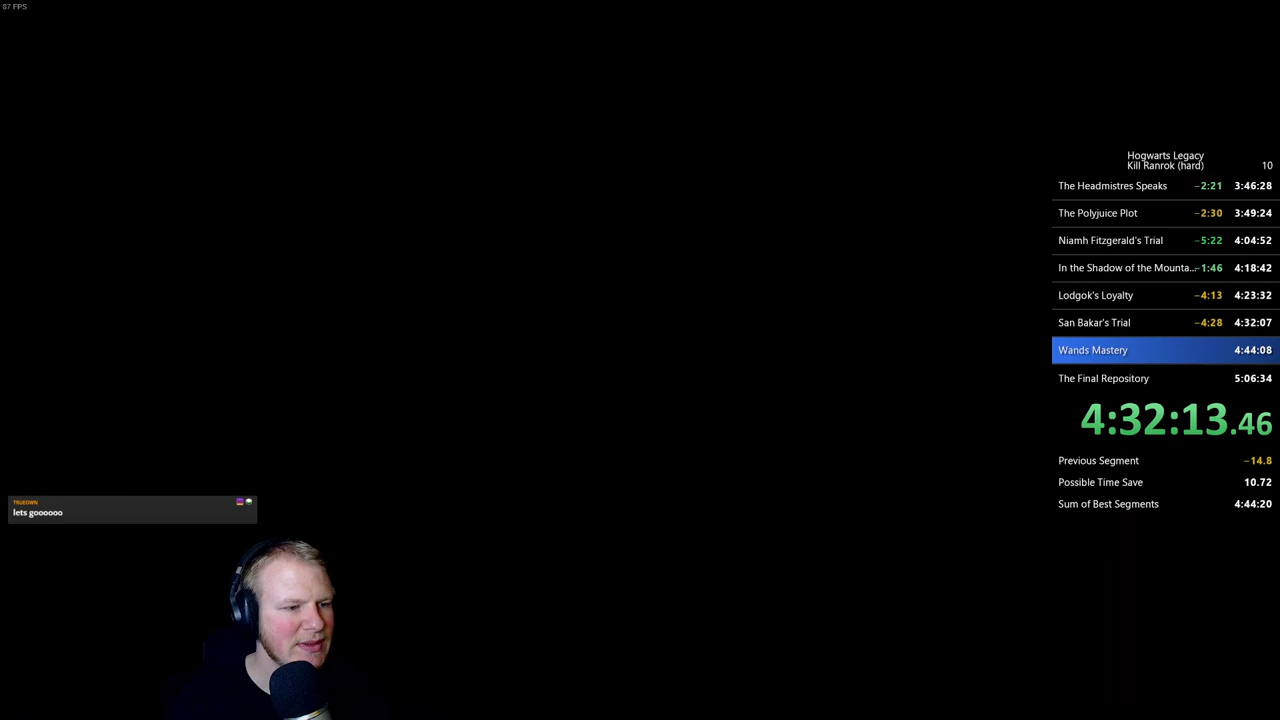 87 FPS
Hogwarts Legacy
Kill Ranrok (hard) 10
The Headmistres Speaks −2:21 3:46:28
The Polyjuice Plot −2:30 3:49:24
Niamh Fitzgerald's Trial −5:22 4:04:52
In the Shadow of the Mounta... −1:46 4:18:42
Lodgok's Loyalty −4:13 4:23:32
San Bakar's Trial −4:28 4:32:07
Wands Mastery 4:44:08
The Final Repository 5:06:34
4:32:13.46
Previous Segment −14.8
Possible Time Save 10.72
Sum of Best Segments 4:44:20
TRUEOWN
lets goooooo